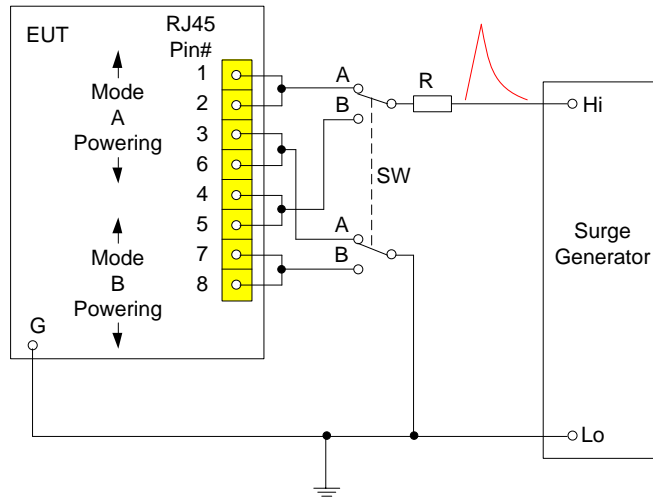 EUT
RJ45
Pin#
1
2
3
6
4
5
7
8
Mode
A
Powering
Mode
B
Powering
G
A
B
SW
A
B
R
Hi
Surge
Generator
Lo